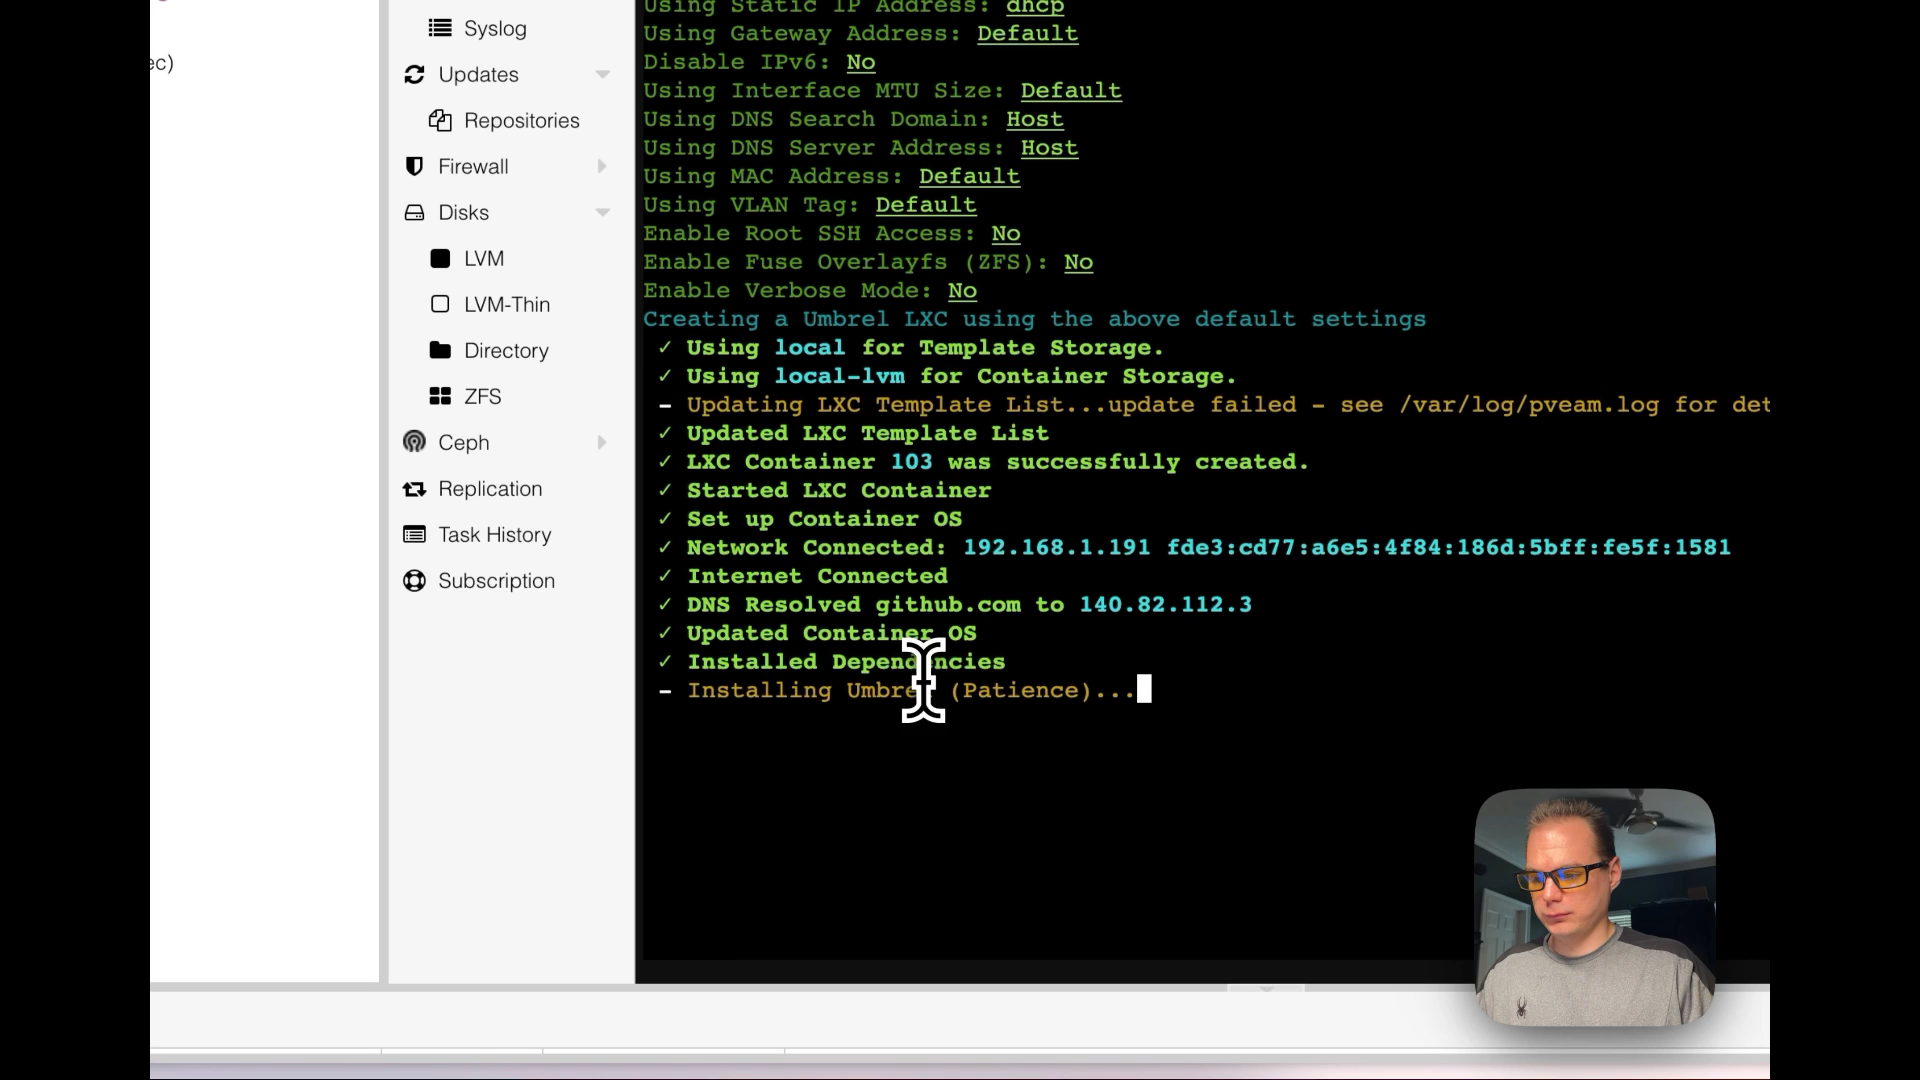 ec)
Syslog
Updates
Repositories
Firewall
Disks
LVM
LVM-Thin
Directory
ZFS
Ceph
Replication
Task History
Subscription
Using Static IP Address: dhcp
Using Gateway Address: Default
Disable IPv6: No
Using Interface MTU Size: Default
Using DNS Search Domain: Host
Using DNS Server Address: Host
Using MAC Address: Default
Using VLAN Tag: Default
Enable Root SSH Access: No
Enable Fuse Overlayfs (ZFS): No
Enable Verbose Mode: No
Creating a Umbrel LXC using the above default settings
✓ Using local for Template Storage.
✓ Using local-lvm for Container Storage.
- Updating LXC Template List...update failed - see /var/log/pveam.log for det
✓ Updated LXC Template List
✓ LXC Container 103 was successfully created.
✓ Started LXC Container
✓ Set up Container OS
✓ Network Connected: 192.168.1.191 fde3:cd77:a6e5:4f84:186d:5bff:fe5f:1581
✓ Internet Connected
✓ DNS Resolved github.com to 140.82.112.3
✓ Updated Container OS
✓ Installed Dependencies
- Installing Umbrel (Patience)...